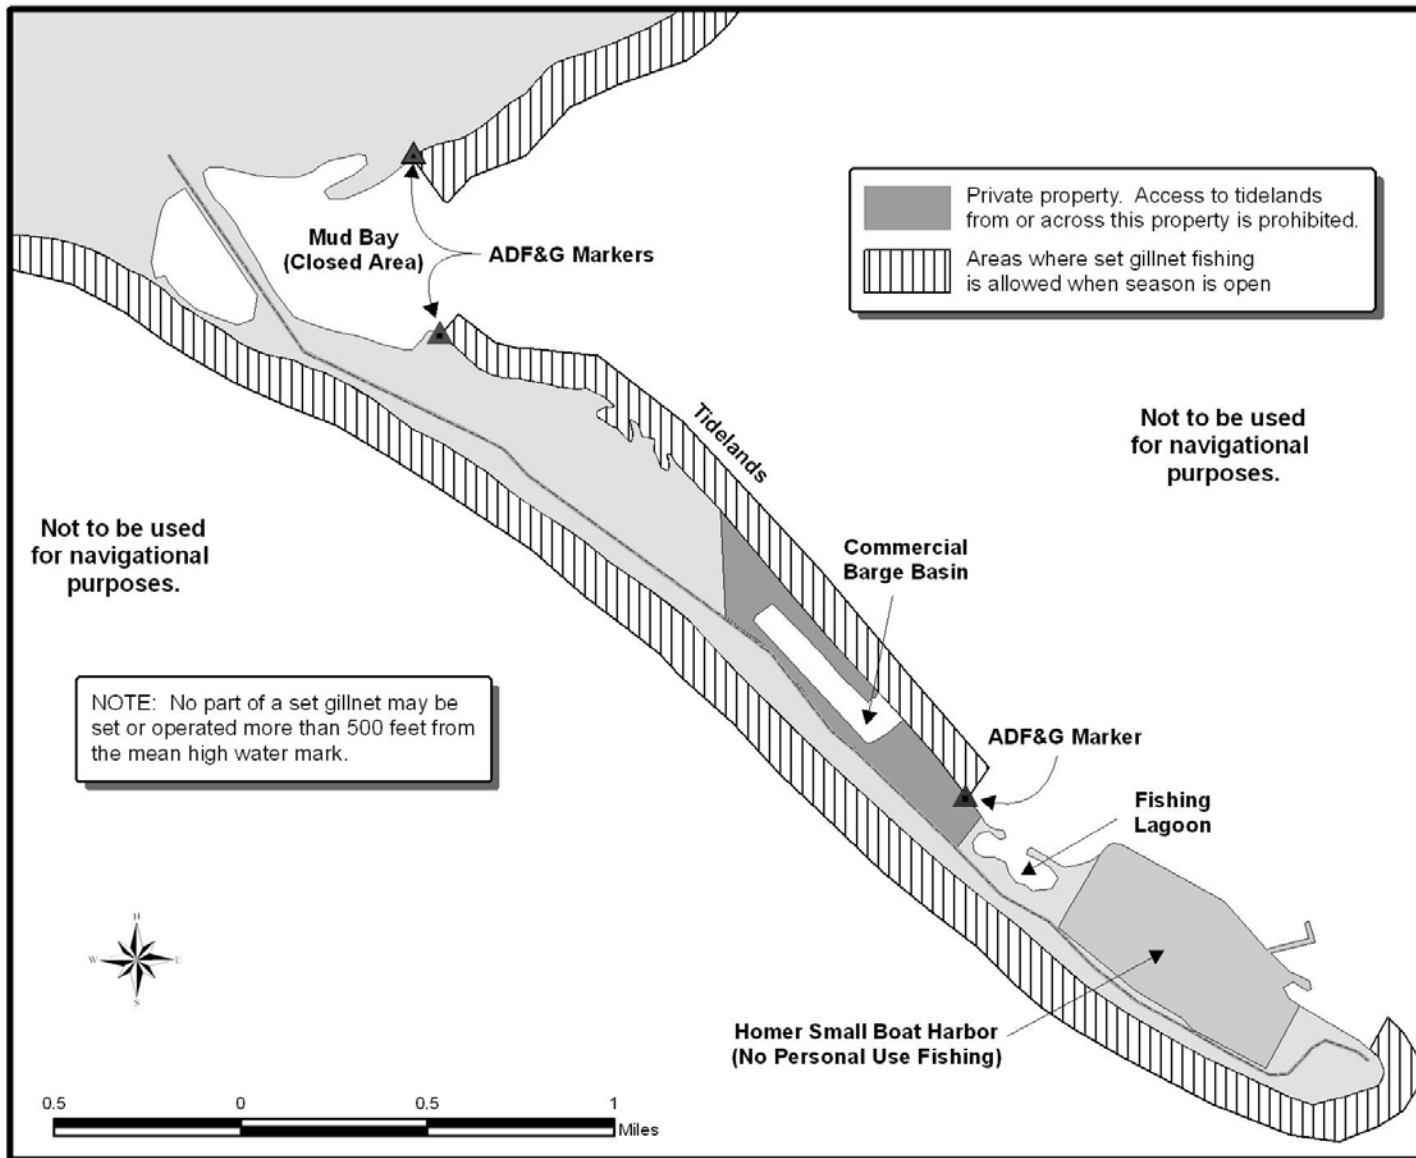 Mud Bay
(Closed Area)
ADF&G Markers
Private property.  Access to tidelands
from or across this property is prohibited.
Areas where set gillnet fishing
is allowed when season is open
Tidelands
Not to be used
for navigational
purposes.
Not to be used
for navigational
purposes.
Commercial
Barge Basin
NOTE:  No part of a set gillnet may be
set or operated more than 500 feet from
the mean high water mark.
ADF&G Marker
Fishing
Lagoon
N
W E
S
Homer Small Boat Harbor
(No Personal Use Fishing)
0.5 0 0.5 1
Miles